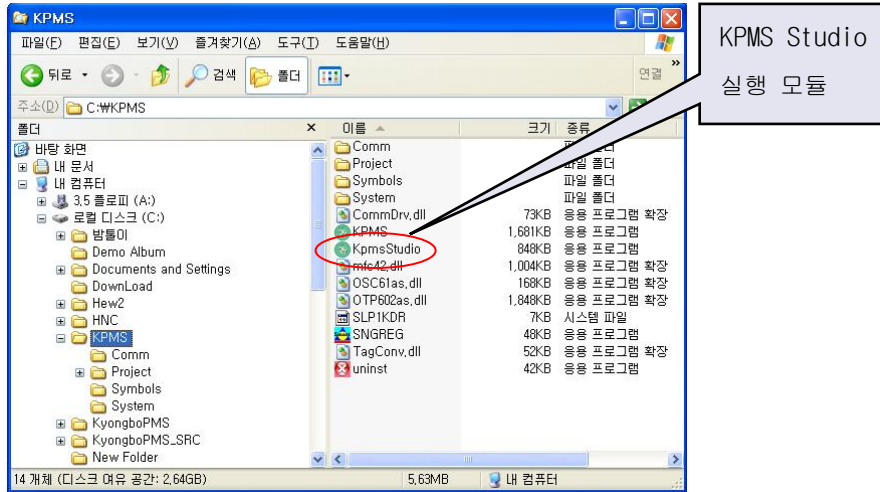 KPMS
파일(F) 편집(E) 보기(V) 즐겨찾기(A) 도구(T) 도움말(H)
뒤로 검색 폴더 연결 »
주소(D) C:₩KPMS
KPMS Studio
실행 모듈
폴더 ×
바탕 화면
내 문서
내 컴퓨터
3.5 플로피 (A:)
로컬 디스크 (C:)
밤톨이
Demo Album
Documents and Settings
DownLoad
Hew2
HNC
KPMS
Comm
Project
Symbols
System
KyongboPMS
KyongboPMS_SRC
New Folder
이름 크기 종류
Comm 파일 폴더
Project 파일 폴더
Symbols 파일 폴더
System 파일 폴더
CommDrv.dll 73KB 응용 프로그램 확장
KPMS 1,681KB 응용 프로그램
KpmsStudio 848KB 응용 프로그램
mfc42.dll 1,004KB 응용 프로그램 확장
OSC61as.dll 168KB 응용 프로그램 확장
OTP602as.dll 1,848KB 응용 프로그램 확장
SLP1KDR 7KB 시스템 파일
SNGREG 48KB 응용 프로그램
TagConv.dll 52KB 응용 프로그램 확장
uninst 42KB 응용 프로그램
14 개체 (디스크 여유 공간: 2.64GB) 5.63MB 내 컴퓨터